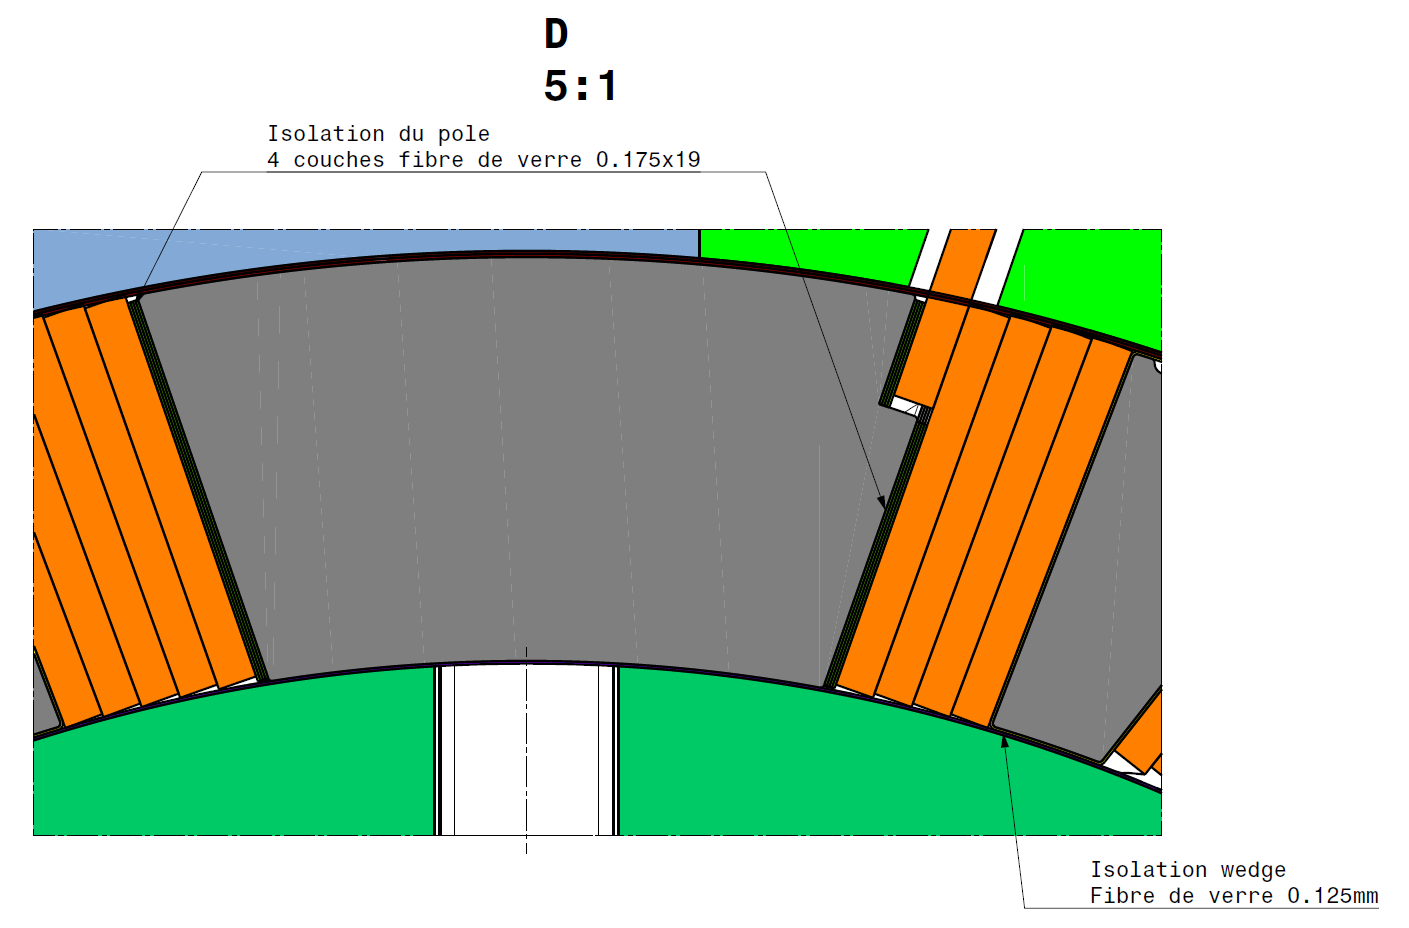 D
5:1
Isolation du pole
4 couches fibre de verre 0.175x19
Isolation wedge
Fibre de verre 0.125mm